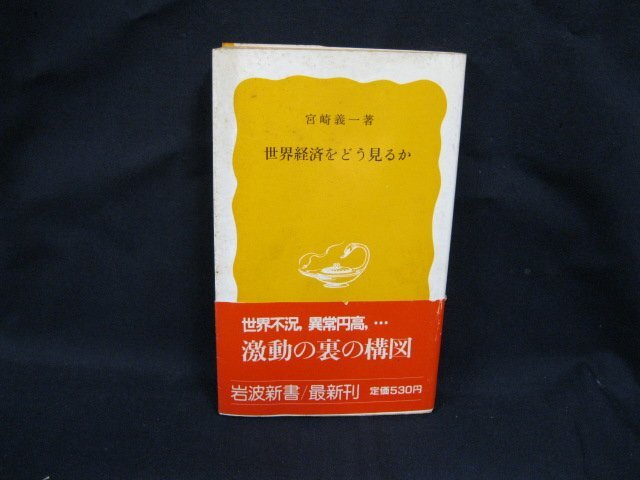 宮崎義一著
世界経済をどう見るか
世界不況,異常円高,…
激動の裏の構図
岩波新書/最新刊 定価530円